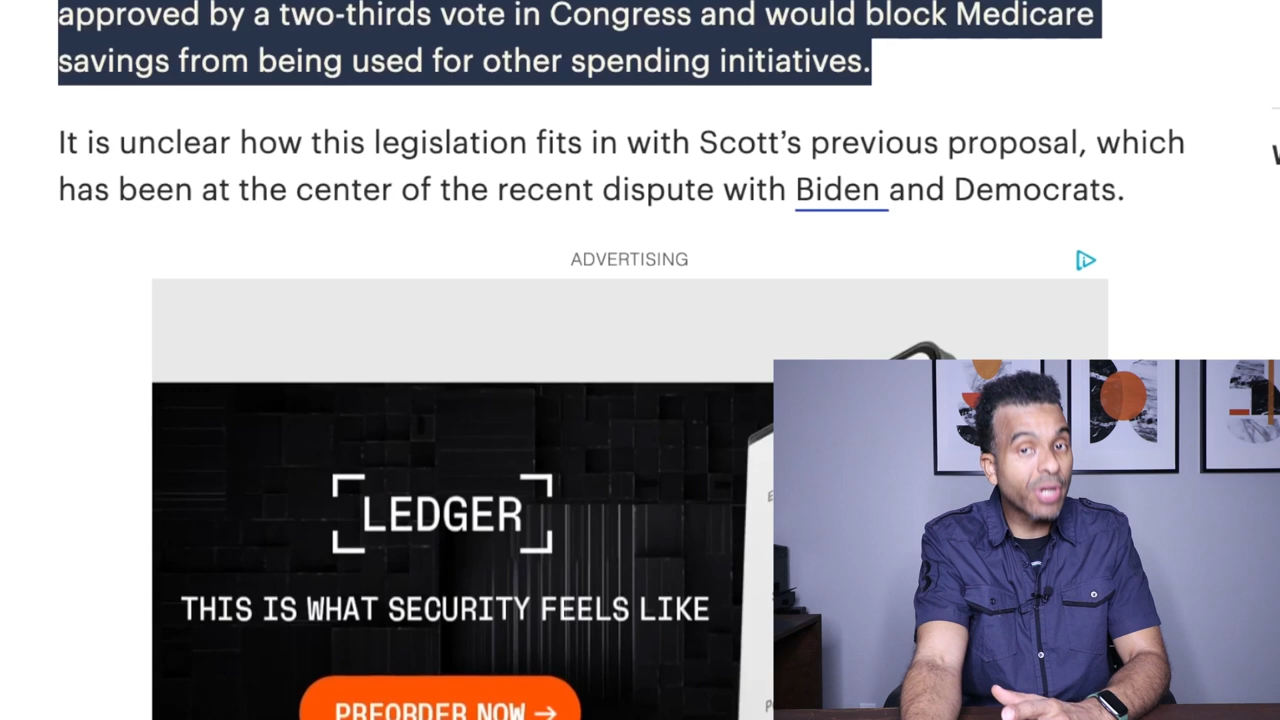 approved by a two-thirds vote in Congress and would block Medicare
savings from being used for other spending initiatives.
It is unclear how this legislation fits in with Scott’s previous proposal, which
has been at the center of the recent dispute with Biden and Democrats.
ADVERTISING
LEDGER
THIS IS WHAT SECURITY FEELS LIKE
PREORDER NOW →